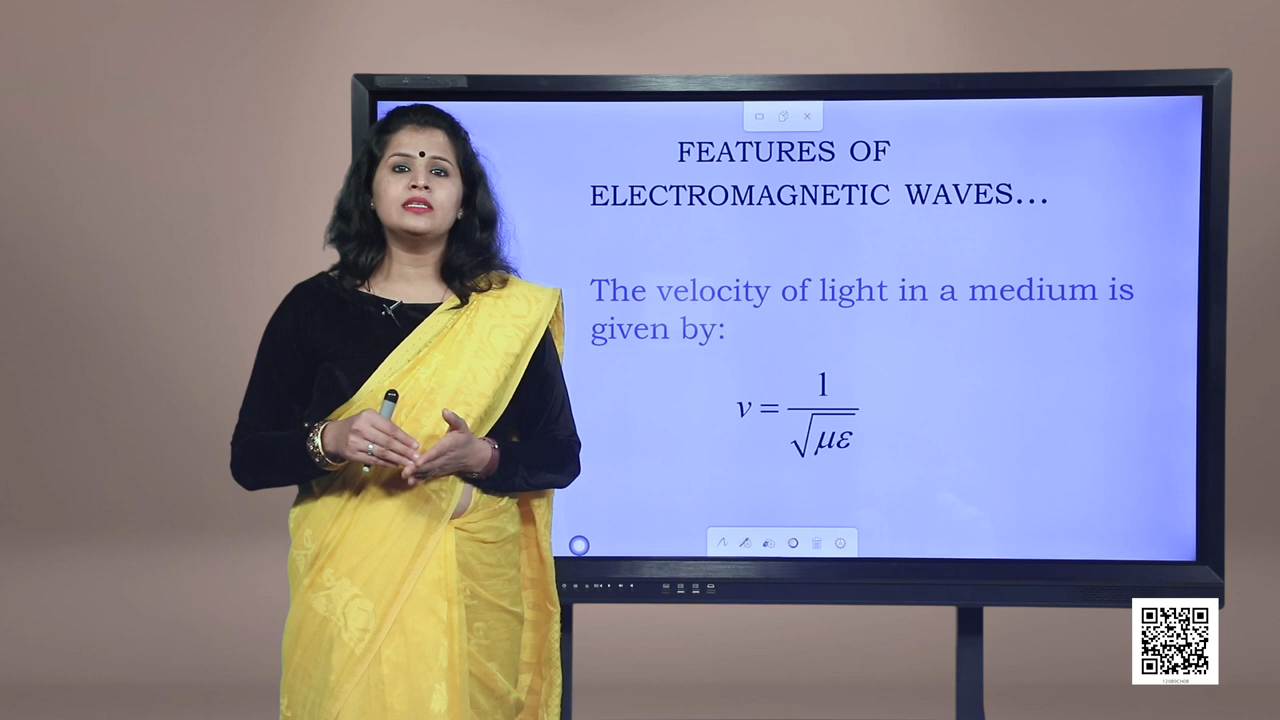 FEATURES OF
ELECTROMAGNETIC WAVES...
The velocity of light in a medium is
given by:
v = 1/√με